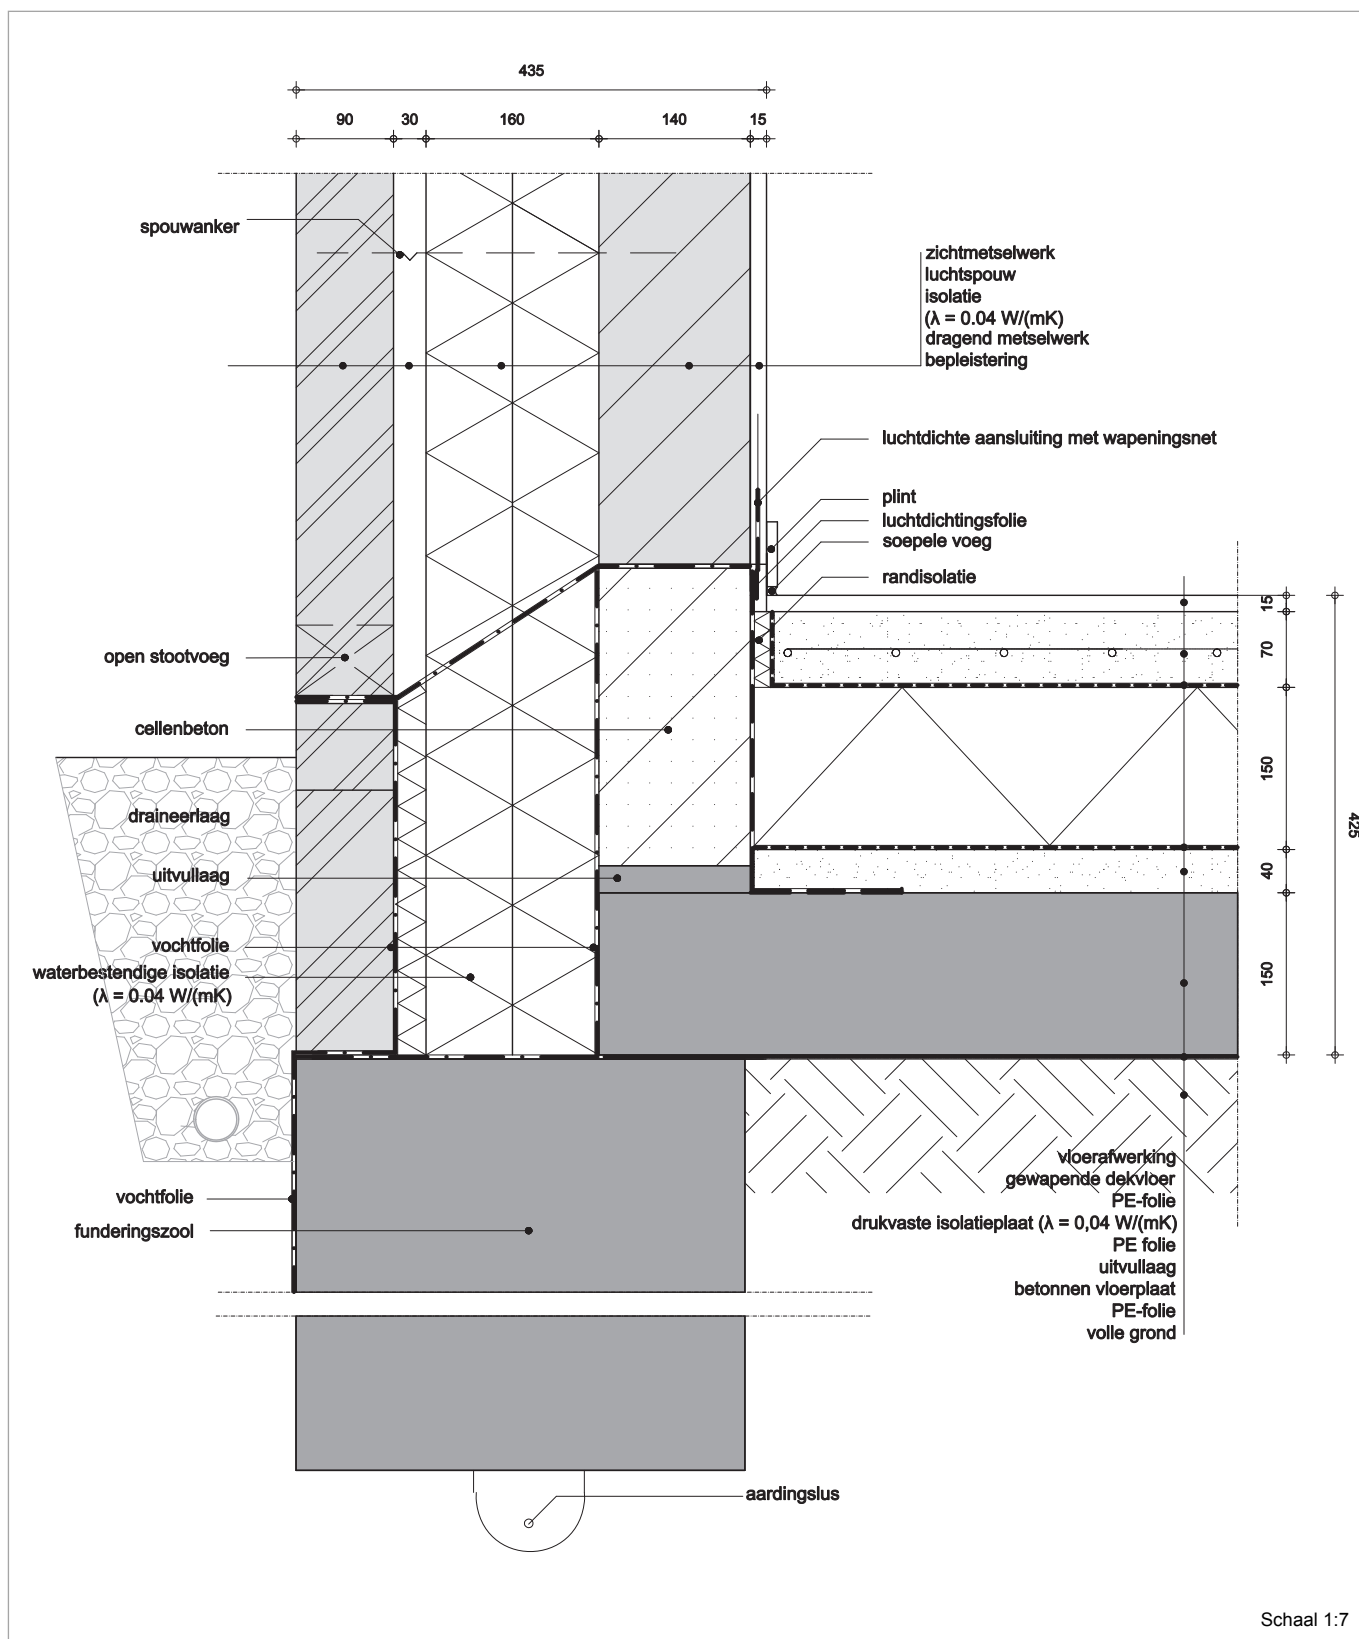 435
90
30
160
140
15
spouwanker
zichtmetselwerk
luchtspouw
isolatie
(λ = 0.04 W/(mK)
dragend metselwerk
bepleistering
luchtdichte aansluiting met wapeningsnet
plint
luchtdichtingsfolie
soepele voeg
randisolatie
open stootvoeg
cellenbeton
draineerlaag
uitvullaag
vochtfolie
waterbestendige isolatie
(λ = 0.04 W/(mK)
15
70
150
40
150
425
vochtfolie
funderingszool
vloerafwerking
gewapende dekvloer
PE-folie
drukvaste isolatieplaat (λ = 0,04 W/(mK)
PE folie
uitvullaag
betonnen vloerplaat
PE-folie
volle grond
aardingslus
Schaal 1:7